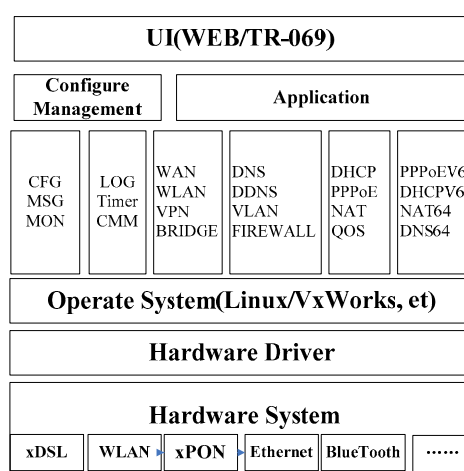 UI(WEB/TR-069)
Configure
Management
Application
CFG
MSG
MON
LOG
Timer
CMM
WAN
WLAN
VPN
BRIDGE
DNS
DDNS
VLAN
FIREWALL
DHCP
PPPoE
NAT
QOS
PPPoEV6
DHCPV6
NAT64
DNS64
Operate System(Linux/VxWorks, et)
Hardware Driver
Hardware System
xDSL
WLAN
xPON
Ethernet
BlueTooth
······